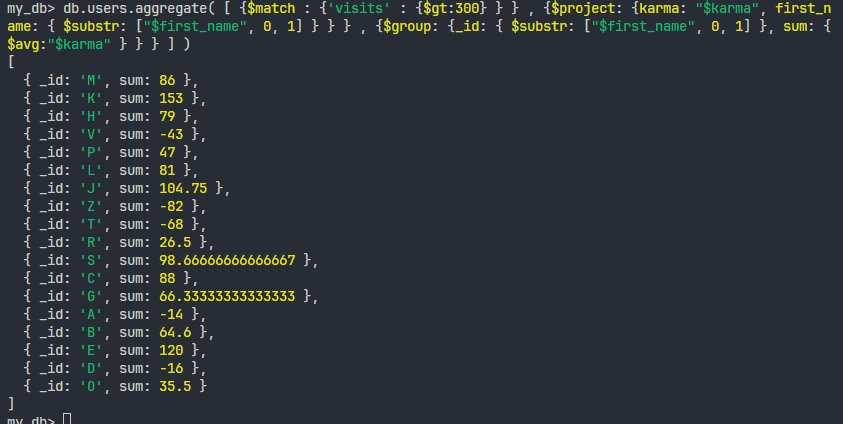 my_db> db.users.aggregate( [ {$match : {'visits' : {$gt:300} } } , {$project: {karma: "$karma", first_n
ame: { $substr: ["$first_name", 0, 1] } } } , {$group: {_id: { $substr: ["$first_name", 0, 1] }, sum: {
$avg:"$karma" } } } ] )
[
  { _id: 'M', sum: 86 },
  { _id: 'K', sum: 153 },
  { _id: 'H', sum: 79 },
  { _id: 'V', sum: -43 },
  { _id: 'P', sum: 47 },
  { _id: 'L', sum: 81 },
  { _id: 'J', sum: 104.75 },
  { _id: 'Z', sum: -82 },
  { _id: 'T', sum: -68 },
  { _id: 'R', sum: 26.5 },
  { _id: 'S', sum: 98.66666666666667 },
  { _id: 'C', sum: 88 },
  { _id: 'G', sum: 66.33333333333333 },
  { _id: 'A', sum: -14 },
  { _id: 'B', sum: 64.6 },
  { _id: 'E', sum: 120 },
  { _id: 'D', sum: -16 },
  { _id: 'O', sum: 35.5 }
]
my_db>